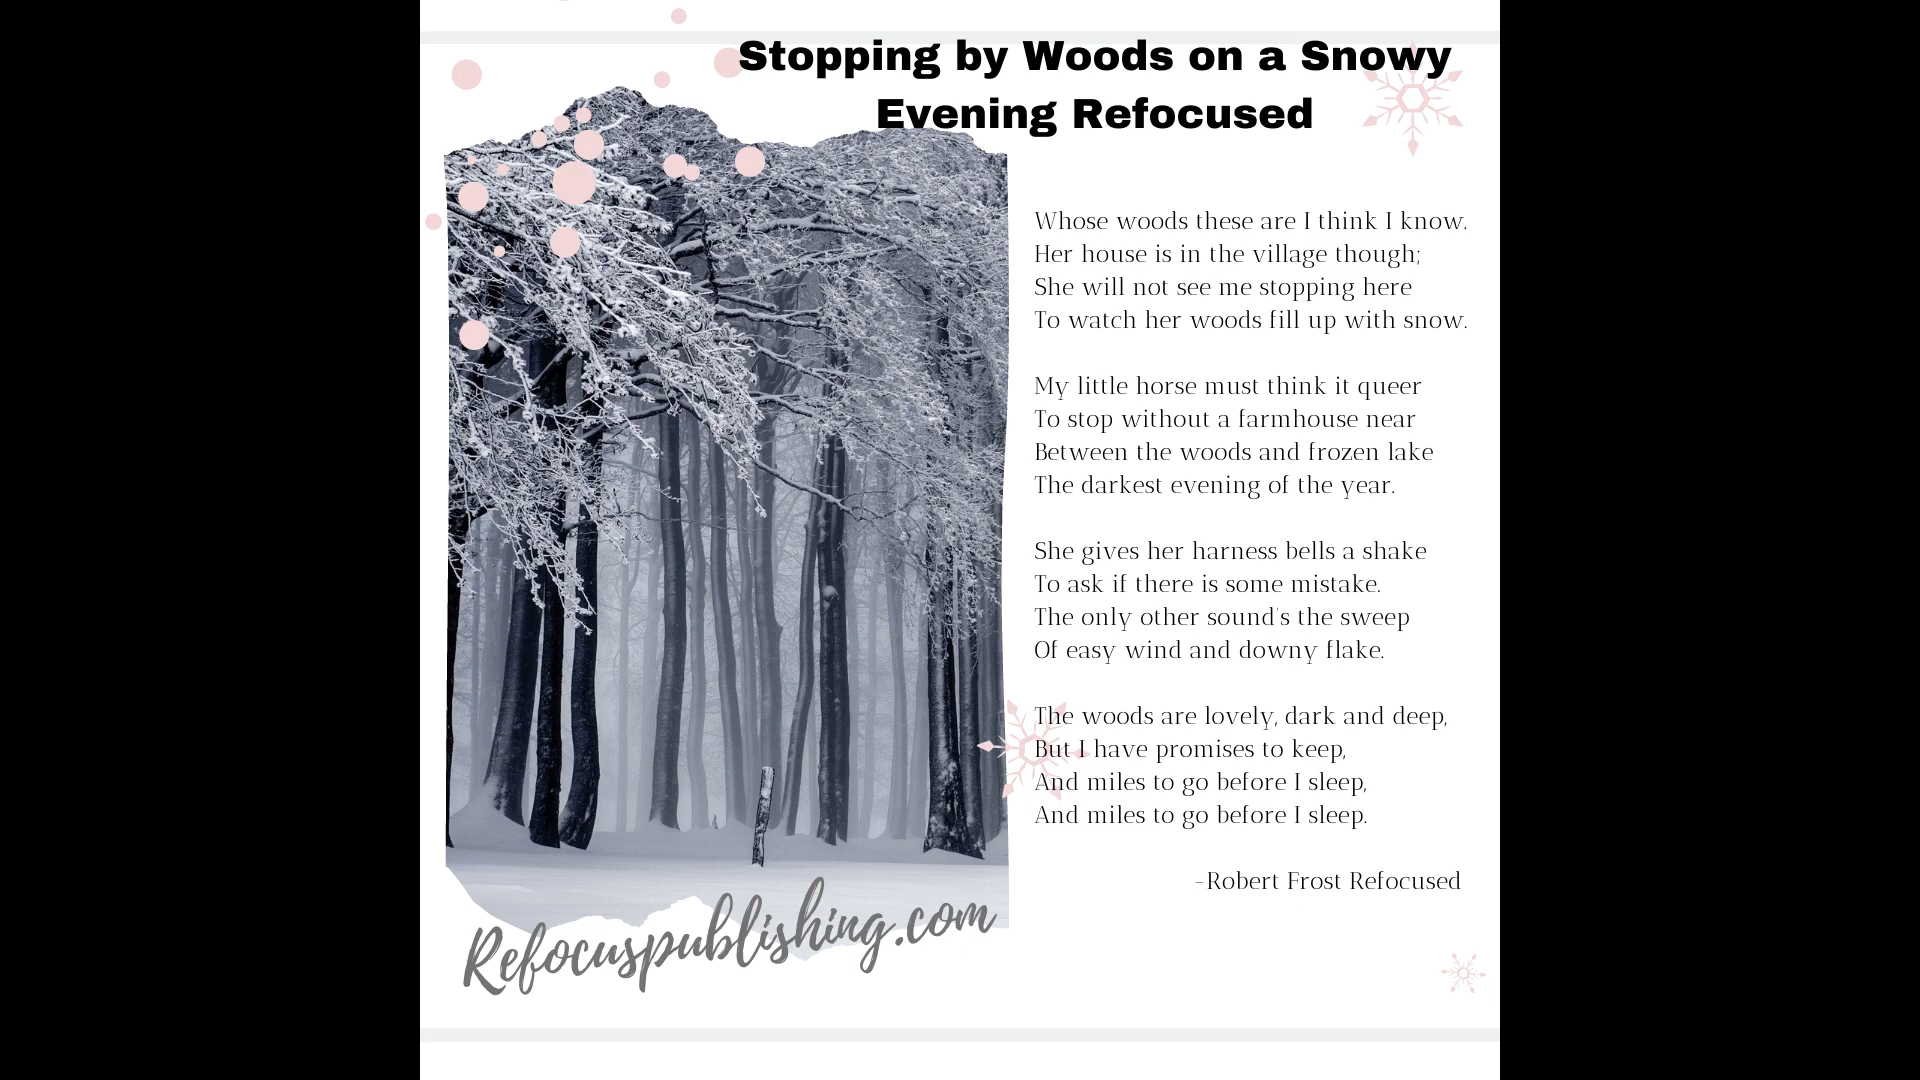 Stopping by Woods on a Snowy
Evening Refocused
Whose woods these are I think I know.
Her house is in the village though;
She will not see me stopping here
To watch her woods fill up with snow.
My little horse must think it queer
To stop without a farmhouse near
Between the woods and frozen lake
The darkest evening of the year.
She gives her harness bells a shake
To ask if there is some mistake.
The only other sound's the sweep
Of easy wind and downy flake.
The woods are lovely, dark and deep,
But I have promises to keep,
And miles to go before I sleep,
And miles to go before I sleep.
-Robert Frost Refocused
Refocuspublishing.com